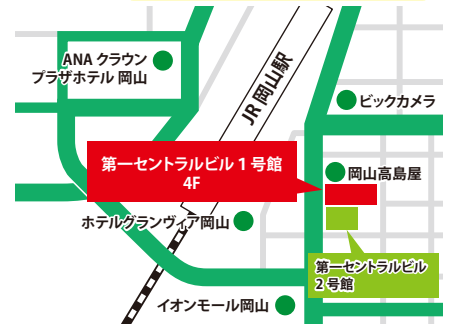 ANA クラウン
プラザホテル 岡山
JR 岡山駅
ビックカメラ
第一セントラルビル 1 号館
4F
岡山高島屋
ホテルグランヴィア岡山
第一セントラルビル
2 号館
イオンモール岡山